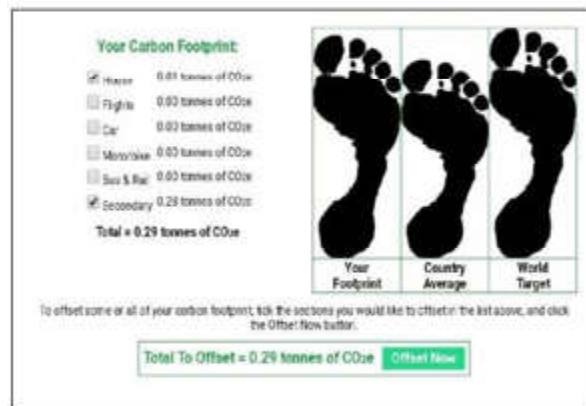 Your Carbon Footprint:
House 0.01 tonnes of CO2e
Flights 0.00 tonnes of CO2e
Car 0.00 tonnes of CO2e
Motorbike 0.00 tonnes of CO2e
Bus & Rail 0.00 tonnes of CO2e
Secondary 0.28 tonnes of CO2e
Total = 0.29 tonnes of CO2e
Your Footprint
Country Average
World Target
To offset some or all of your carbon footprint, tick the sections you would like to offset in the list above, and click
the Offset Now button.
Total To Offset = 0.29 tonnes of CO2e Offset Now